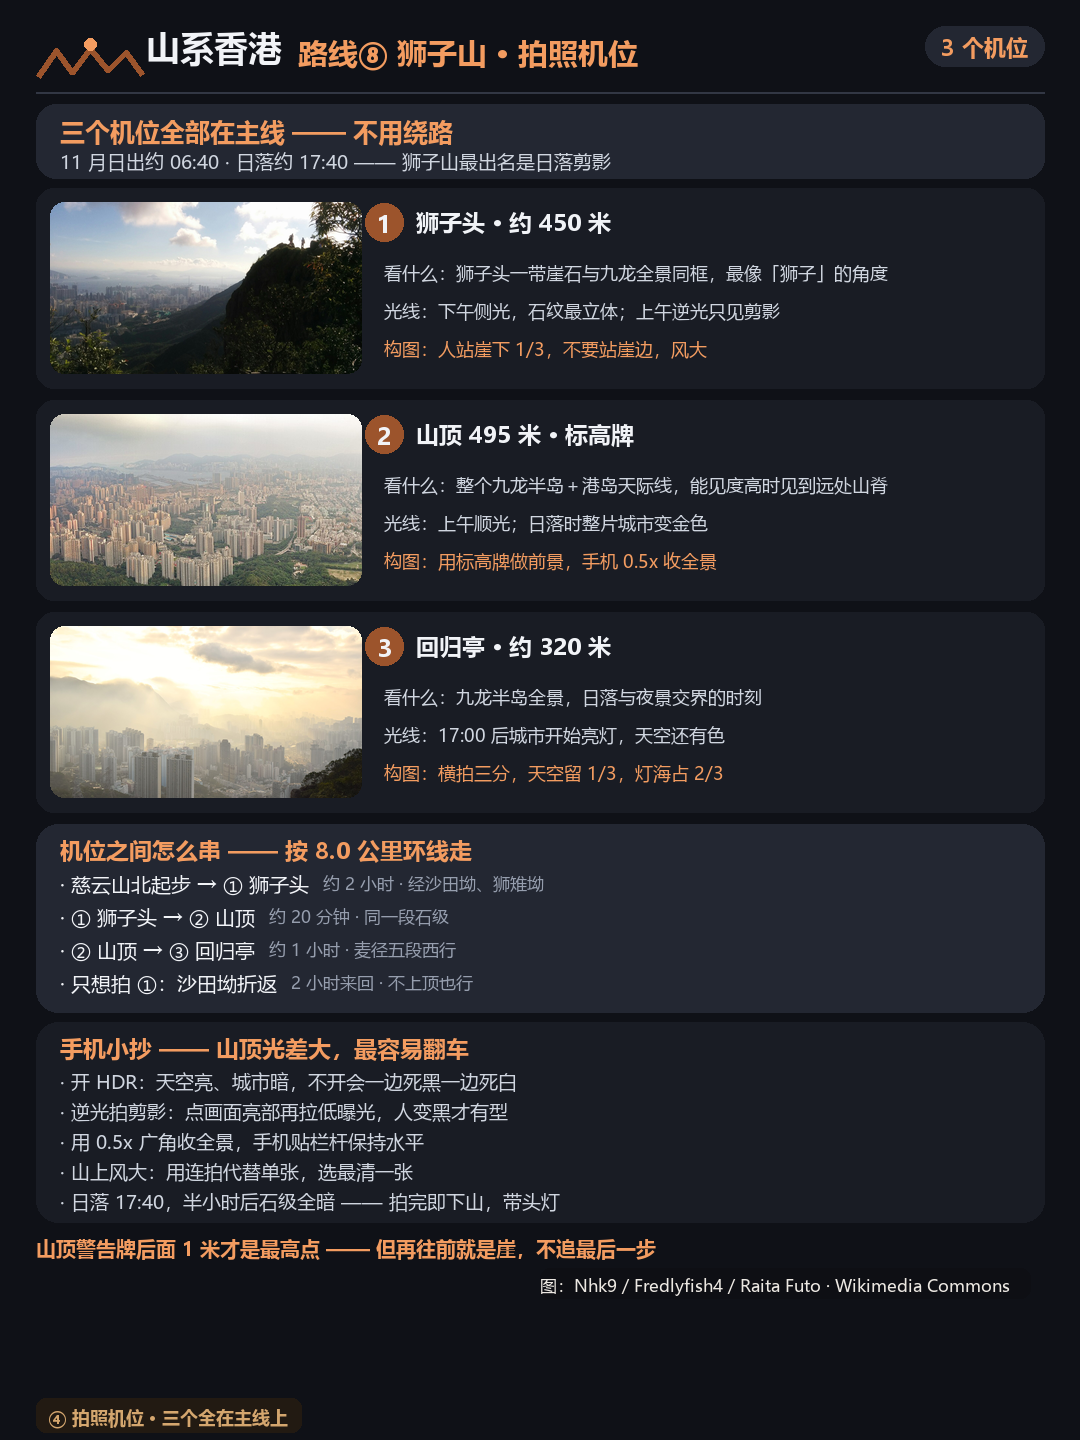 山系香港 路线⑧ 狮子山 • 拍照机位
3 个机位
三个机位全部在主线 —— 不用绕路
11 月日出约 06:40 · 日落约 17:40 —— 狮子山最出名是日落剪影
1 狮子头 • 约 450 米
看什么：狮子头一带崖石与九龙全景同框，最像「狮子」的角度
光线：下午侧光，石纹最立体；上午逆光只见剪影
构图：人站崖下 1/3，不要站崖边，风大
2 山顶 495 米 • 标高牌
看什么：整个九龙半岛 + 港岛天际线，能见度高时见到远处山脊
光线：上午顺光；日落时整片城市变金色
构图：用标高牌做前景，手机 0.5x 收全景
3 回归亭 • 约 320 米
看什么：九龙半岛全景，日落与夜景交界的时刻
光线：17:00 后城市开始亮灯，天空还有色
构图：横拍三分，天空留 1/3，灯海占 2/3
机位之间怎么串 —— 按 8.0 公里环线走
· 慈云山北起步 → ① 狮子头 约 2 小时 · 经沙田坳、狮雉坳
· ① 狮子头 → ② 山顶 约 20 分钟 · 同一段石级
· ② 山顶 → ③ 回归亭 约 1 小时 · 麦径五段西行
· 只想拍 ①：沙田坳折返 2 小时来回 · 不上顶也行
手机小抄 —— 山顶光差大，最容易翻车
· 开 HDR：天空亮、城市暗，不开会一边死黑一边死白
· 逆光拍剪影：点画面亮部再拉低曝光，人变黑才有型
· 用 0.5x 广角收全景，手机贴栏杆保持水平
· 山上风大：用连拍代替单张，选最清一张
· 日落 17:40，半小时后石级全暗 —— 拍完即下山，带头灯
山顶警告牌后面 1 米才是最高点 —— 但再往前就是崖，不追最后一步
图：Nhk9 / Fredlyfish4 / Raita Futo · Wikimedia Commons
④ 拍照机位 • 三个全在主线上